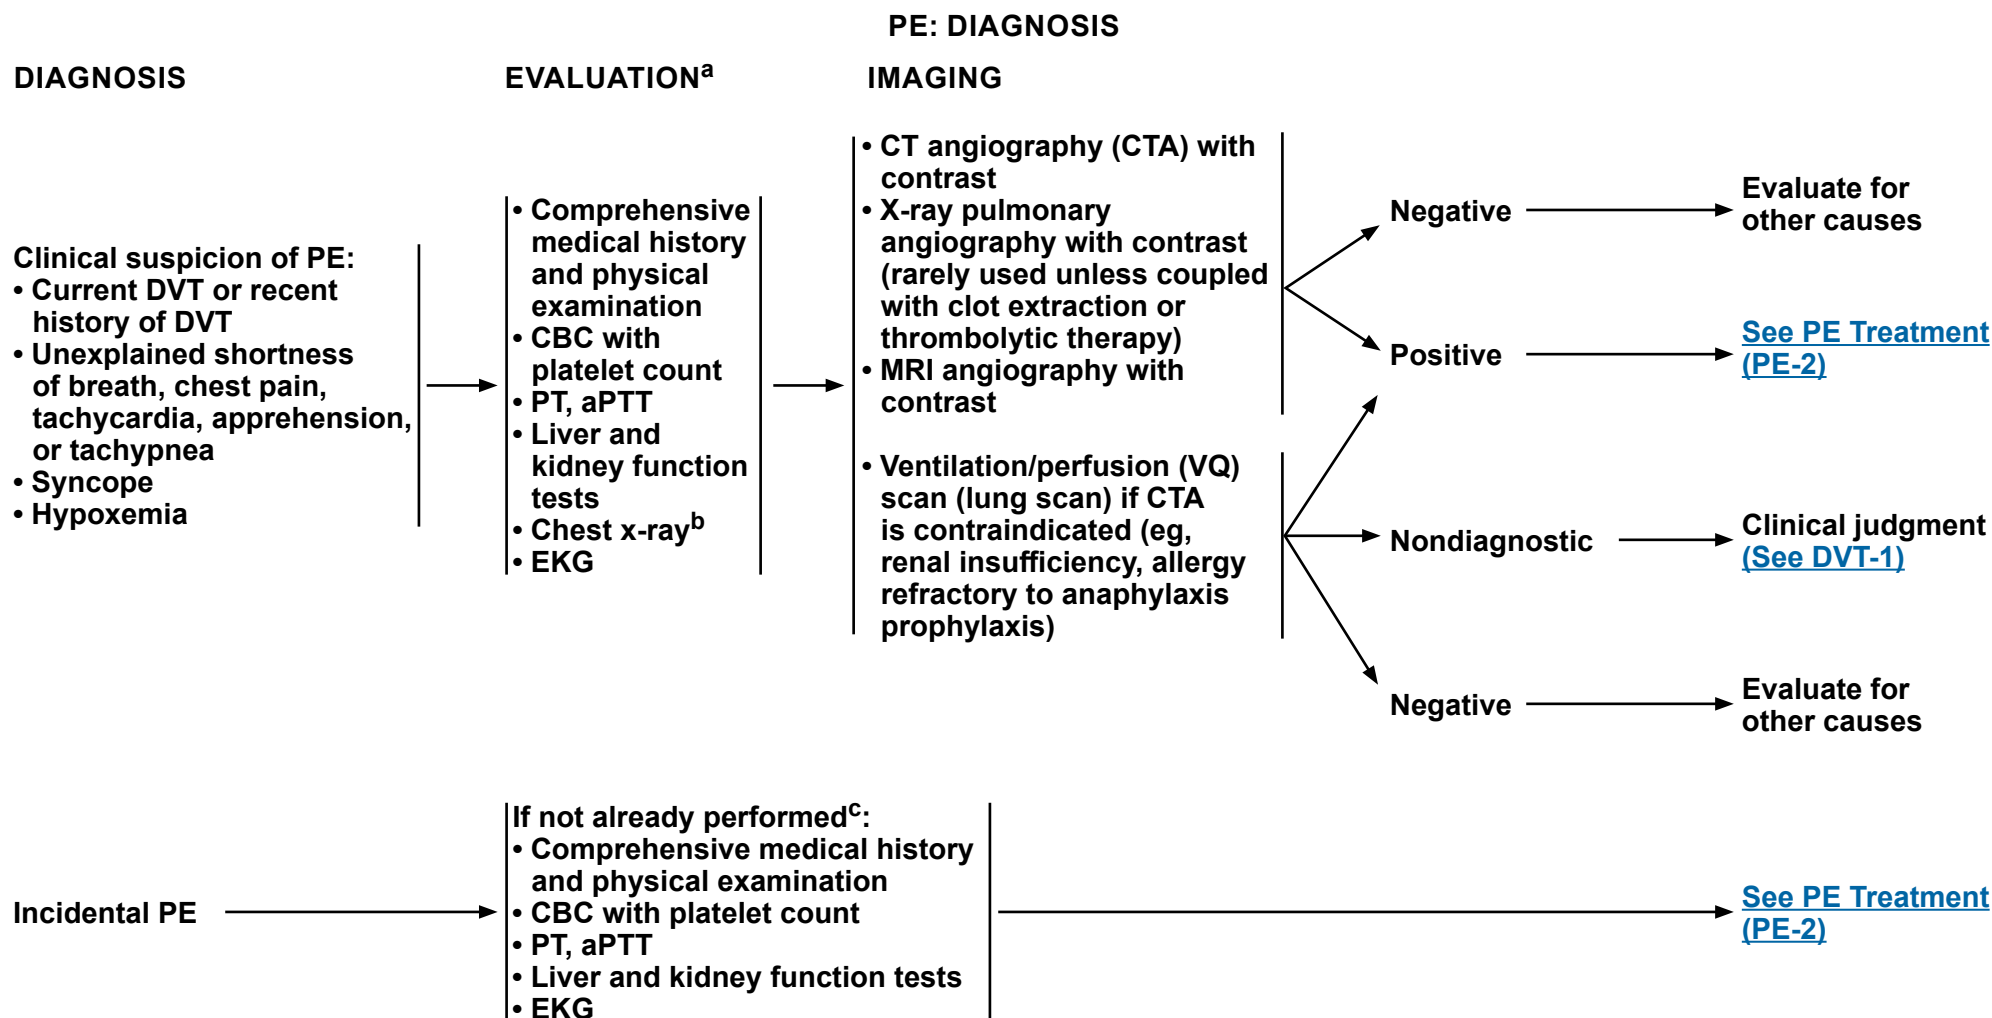 PE: DIAGNOSIS
DIAGNOSIS
EVALUATIONa
IMAGING
Clinical suspicion of PE:
• Current DVT or recent
history of DVT
• Unexplained shortness
of breath, chest pain,
tachycardia, apprehension,
or tachypnea
• Syncope
• Hypoxemia
• Comprehensive
medical history
and physical
examination
• CBC with
platelet count
• PT, aPTT
• Liver and
kidney function
tests
• Chest x-rayb
• EKG
• CT angiography (CTA) with
contrast
• X-ray pulmonary
angiography with contrast
(rarely used unless coupled
with clot extraction or
thrombolytic therapy)
• MRI angiography with
contrast
• Ventilation/perfusion (VQ)
scan (lung scan) if CTA
is contraindicated (eg,
renal insufficiency, allergy
refractory to anaphylaxis
prophylaxis)
Negative
Evaluate for
other causes
Positive
See PE Treatment
(PE-2)
Nondiagnostic
Clinical judgment
(See DVT-1)
Negative
Evaluate for
other causes
Incidental PE
If not already performedc:
• Comprehensive medical history
and physical examination
• CBC with platelet count
• PT, aPTT
• Liver and kidney function tests
• EKG
See PE Treatment
(PE-2)